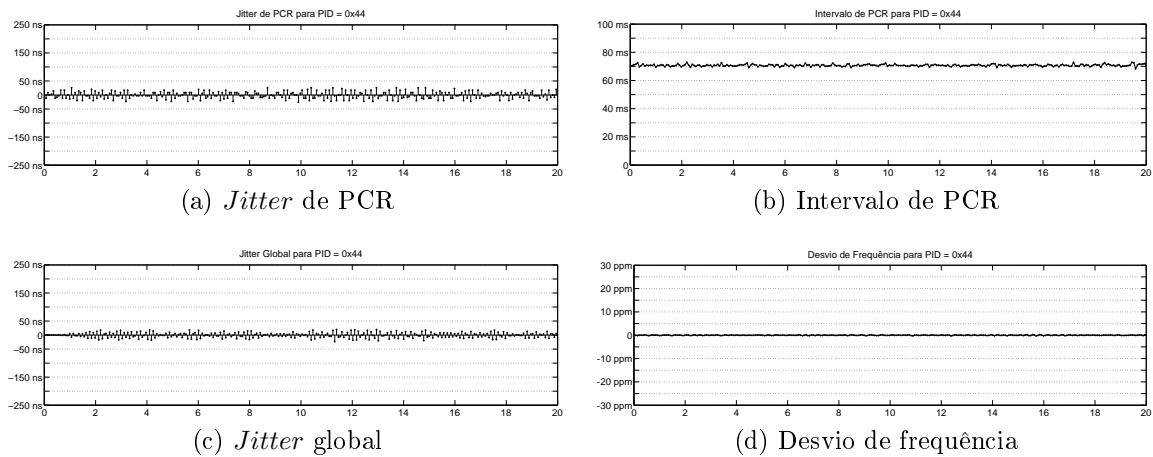 Jitter de PCR para PID = 0x44
250 ns
150 ns
50 ns
0
−50 ns
−150 ns
−250 ns
0 2 4 6 8 10 12 14 16 18 20
(a) Jitter de PCR
Intervalo de PCR para PID = 0x44
100 ms
80 ms
60 ms
40 ms
20 ms
0
0 2 4 6 8 10 12 14 16 18 20
(b) Intervalo de PCR
Jitter Global para PID = 0x44
250 ns
150 ns
50 ns
0
−50 ns
−150 ns
−250 ns
0 2 4 6 8 10 12 14 16 18 20
(c) Jitter global
Desvio de Frequência para PID = 0x44
30 ppm
20 ppm
10 ppm
0
-10 ppm
-20 ppm
-30 ppm
0 2 4 6 8 10 12 14 16 18 20
(d) Desvio de frequência